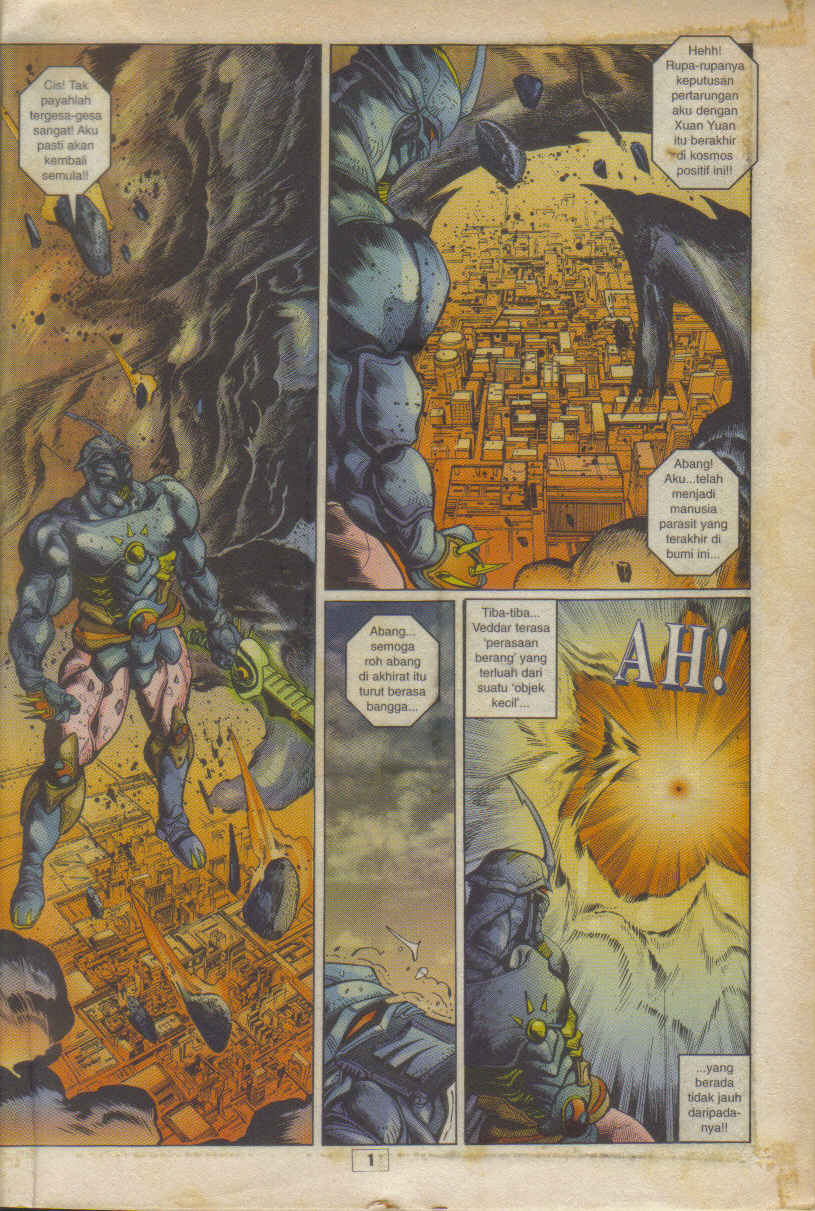 Cis! Tak
payahlah
tergesa-gesa
sangat! Aku
pasti akan
kembali
semula!!
Hehh!
Rupa-rupanya
keputusan
pertarungan
aku dengan
Xuan Yuan
itu berakhir
di kosmos
positif ini!!
Abang!
Aku...telah
menjadi
manusia
parasit yang
terakhir di
bumi ini...
Abang...
semoga
roh abang
di akhirat itu
turut berasa
bangga...
Tiba-tiba...
Veddar terasa
'perasaan
berang' yang
terluah dari
suatu 'objek
kecil'...
AH!
...yang
berada
tidak jauh
daripada-
nya!!
1